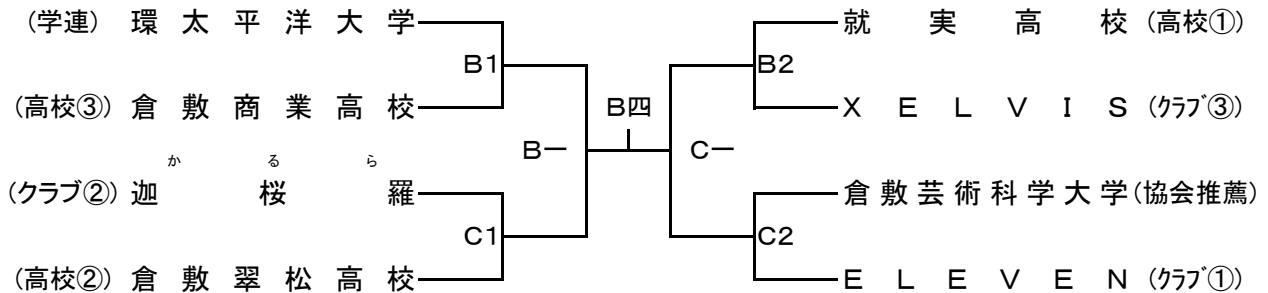 (学連) 環太平洋大学
就実高校 (高校①)
B1
B2
(高校③) 倉敷商業高校
B四
XELVIS (ｸﾗﾌﾞ③)
B一
C一
かるら
(クラブ②) 迦桜羅
倉敷芸術科学大学 (協会推薦)
C1
C2
(高校②) 倉敷翠松高校
ELEVEN (ｸﾗﾌﾞ①)